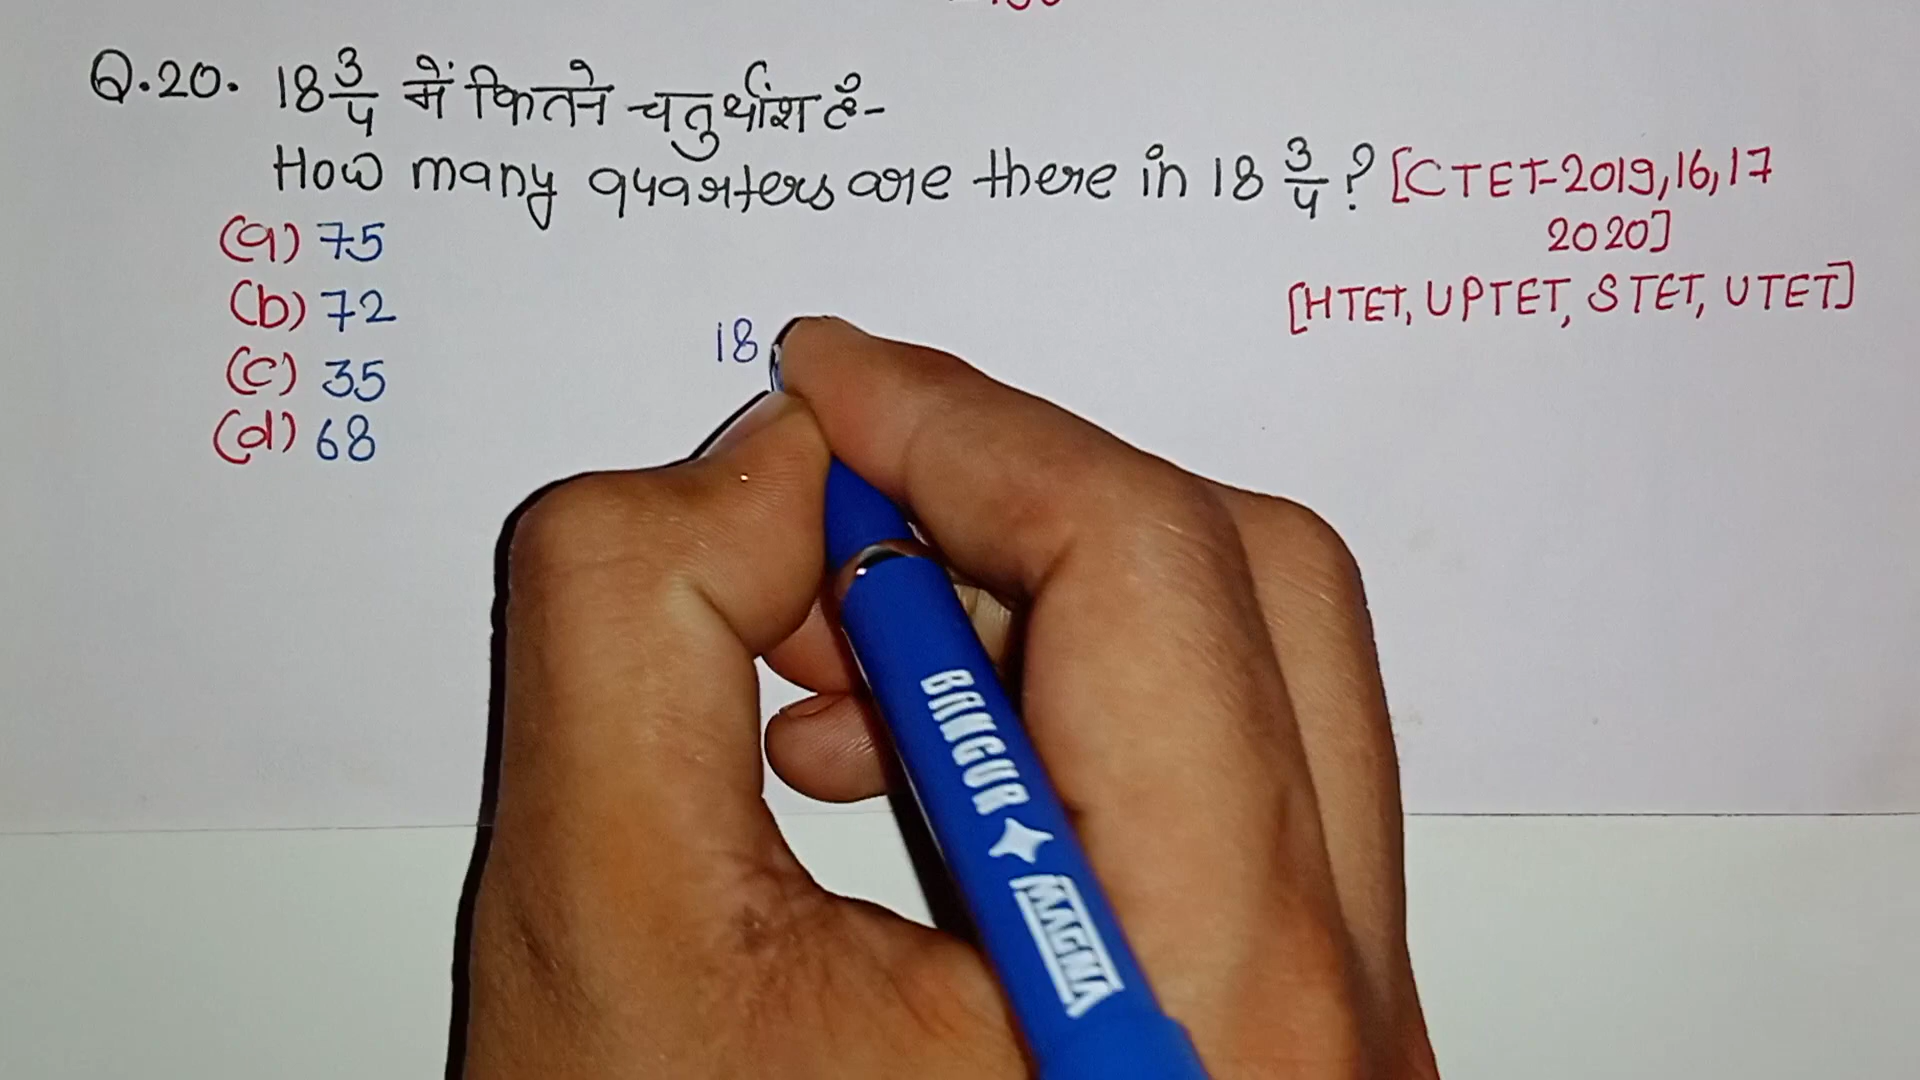 Q.20. 18 3/4 में कितने चतुर्थांश हैं-
How many quarters are there in 18 3/4 ? [CTET-2019,16,17
2020]
[HTET, UPTET, STET, UTET]
(a) 75
(b) 72
(c) 35
(d) 68
18
BANGUR
MAGMA